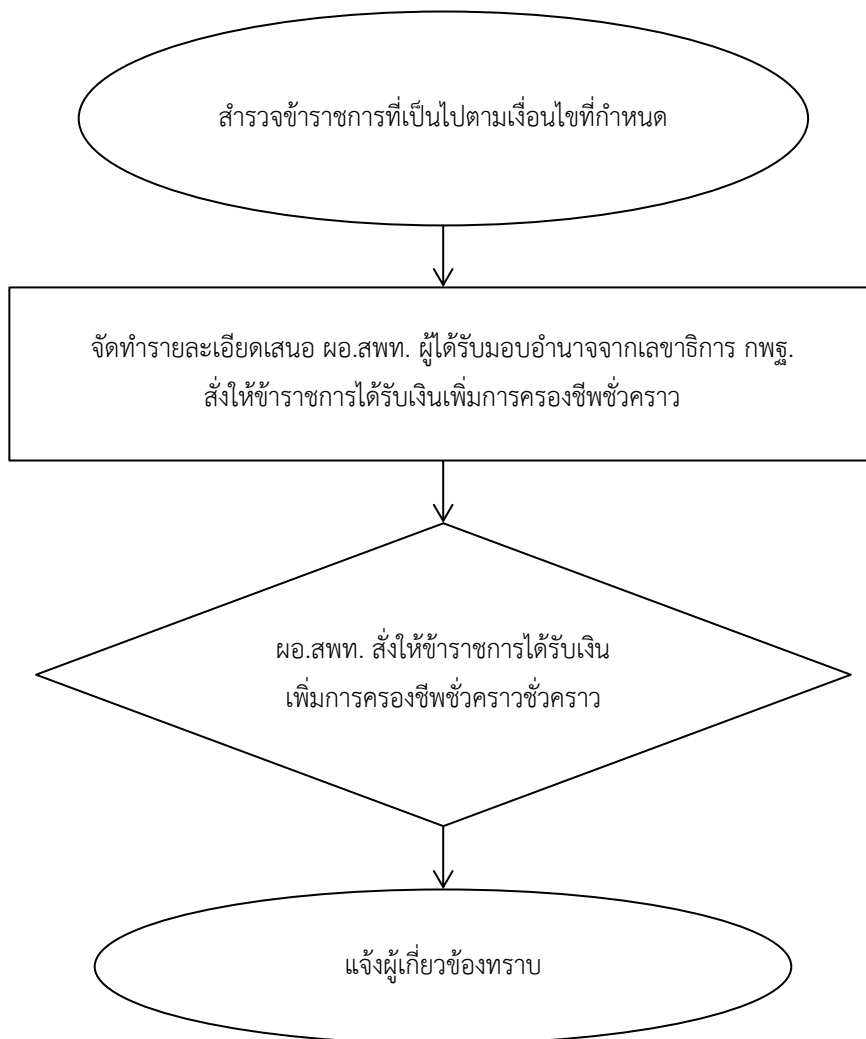 สำรวจข้าราชการที่เป็นไปตามเงื่อนไขที่กำหนด
จัดทำรายละเอียดเสนอ ผอ.สพท. ผู้ได้รับมอบอำนาจจากเลขาธิการ กพฐ.
สั่งให้ข้าราชการได้รับเงินเพิ่มการครองชีพชั่วคราว
ผอ.สพท. สั่งให้ข้าราชการได้รับเงิน
เพิ่มการครองชีพชั่วคราวชั่วคราว
แจ้งผู้เกี่ยวข้องทราบ